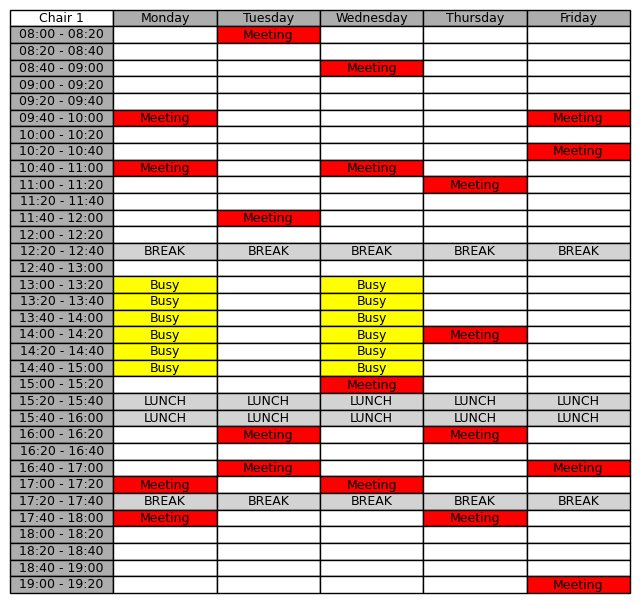 Chair 1 Monday Tuesday Wednesday Thursday Friday
08:00 - 08:20 Meeting
08:20 - 08:40
08:40 - 09:00 Meeting
09:00 - 09:20
09:20 - 09:40
09:40 - 10:00 Meeting Meeting
10:00 - 10:20
10:20 - 10:40 Meeting
10:40 - 11:00 Meeting Meeting
11:00 - 11:20 Meeting
11:20 - 11:40
11:40 - 12:00 Meeting
12:00 - 12:20
12:20 - 12:40 BREAK BREAK BREAK BREAK BREAK
12:40 - 13:00
13:00 - 13:20 Busy Busy
13:20 - 13:40 Busy Busy
13:40 - 14:00 Busy Busy
14:00 - 14:20 Busy Busy Meeting
14:20 - 14:40 Busy Busy
14:40 - 15:00 Busy Busy
15:00 - 15:20 Meeting
15:20 - 15:40 LUNCH LUNCH LUNCH LUNCH LUNCH
15:40 - 16:00 LUNCH LUNCH LUNCH LUNCH LUNCH
16:00 - 16:20 Meeting Meeting
16:20 - 16:40
16:40 - 17:00 Meeting Meeting
17:00 - 17:20 Meeting Meeting
17:20 - 17:40 BREAK BREAK BREAK BREAK BREAK
17:40 - 18:00 Meeting Meeting
18:00 - 18:20
18:20 - 18:40
18:40 - 19:00
19:00 - 19:20 Meeting